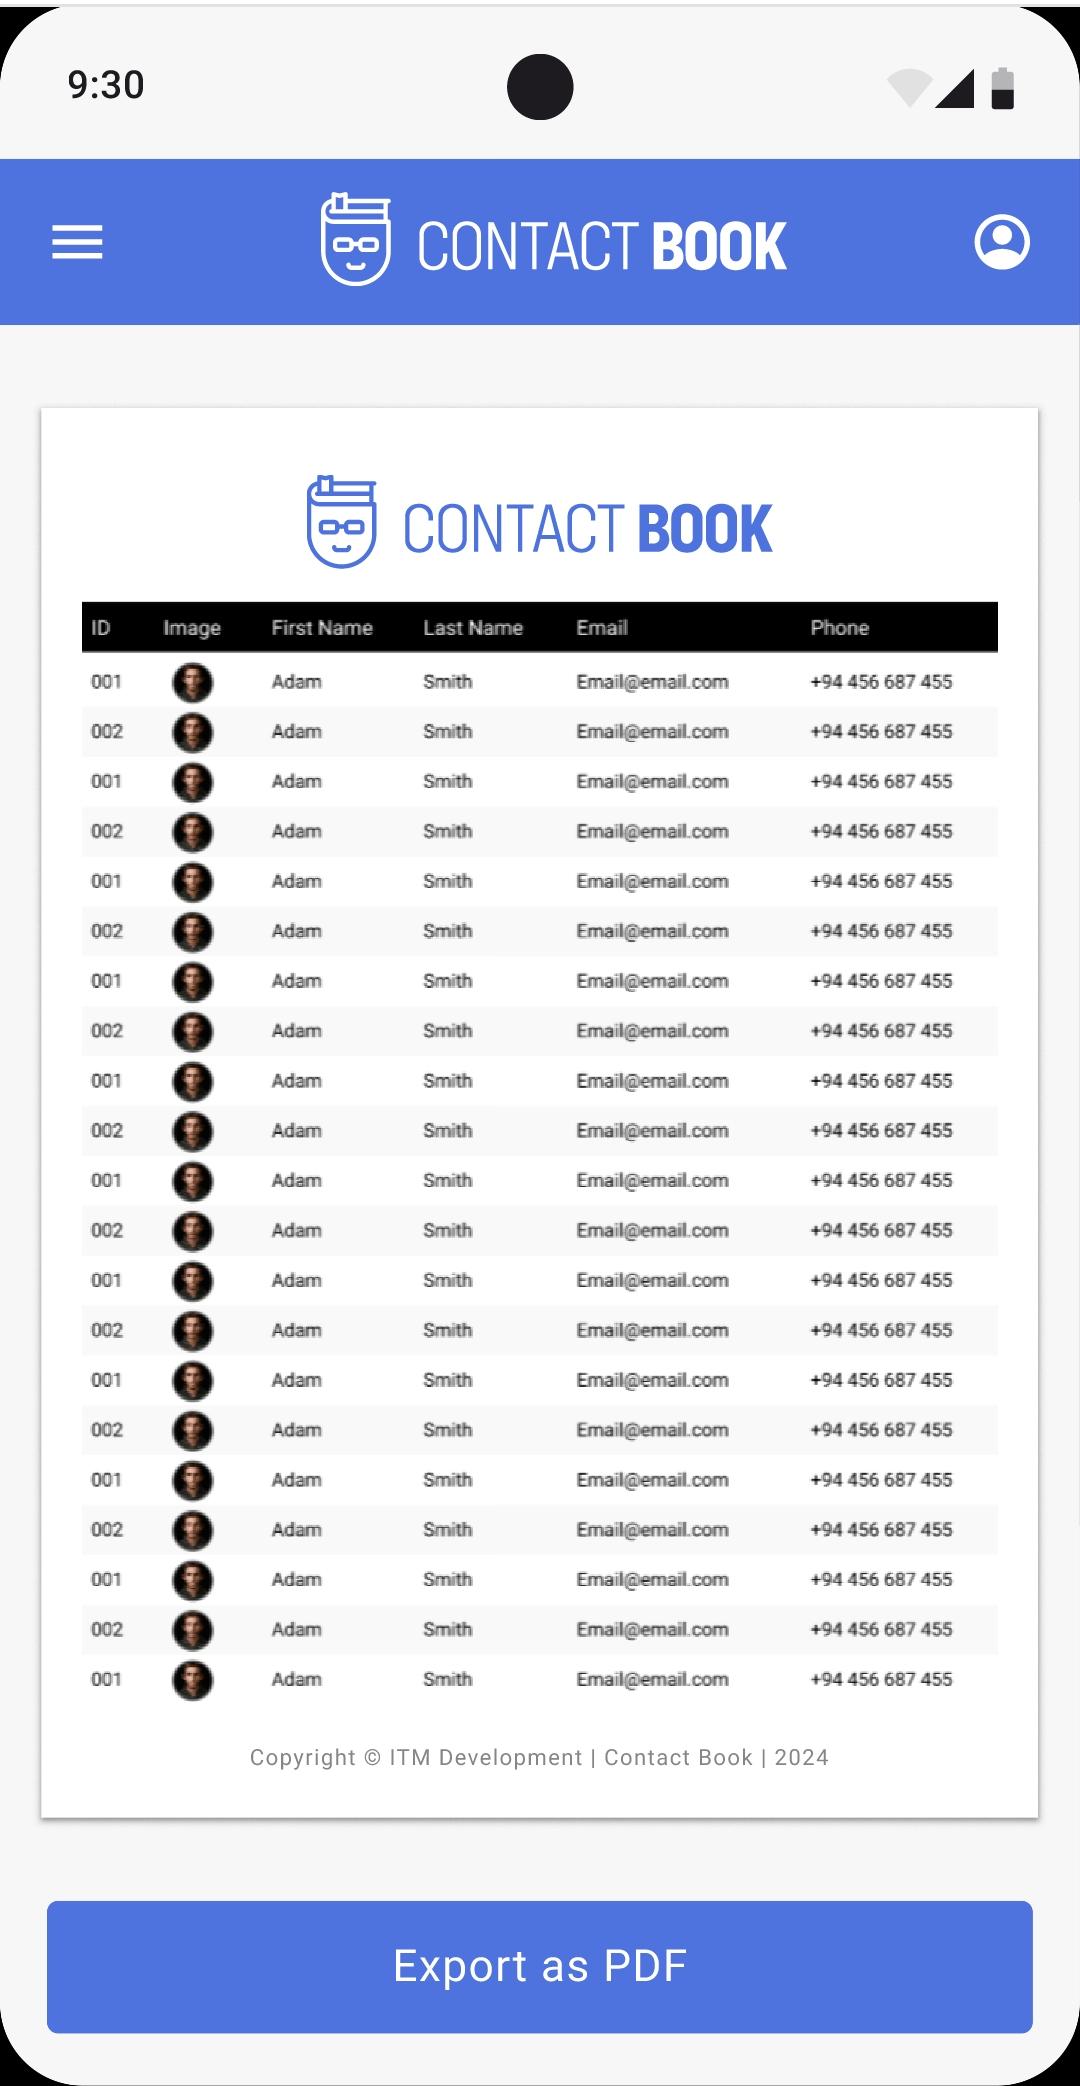 9:30
CONTACT BOOK
CONTACT BOOK
ID Image First Name Last Name Email Phone
001 Adam Smith Email@email.com +94 456 687 455
002 Adam Smith Email@email.com +94 456 687 455
001 Adam Smith Email@email.com +94 456 687 455
002 Adam Smith Email@email.com +94 456 687 455
001 Adam Smith Email@email.com +94 456 687 455
002 Adam Smith Email@email.com +94 456 687 455
001 Adam Smith Email@email.com +94 456 687 455
002 Adam Smith Email@email.com +94 456 687 455
001 Adam Smith Email@email.com +94 456 687 455
002 Adam Smith Email@email.com +94 456 687 455
001 Adam Smith Email@email.com +94 456 687 455
002 Adam Smith Email@email.com +94 456 687 455
001 Adam Smith Email@email.com +94 456 687 455
002 Adam Smith Email@email.com +94 456 687 455
001 Adam Smith Email@email.com +94 456 687 455
002 Adam Smith Email@email.com +94 456 687 455
001 Adam Smith Email@email.com +94 456 687 455
002 Adam Smith Email@email.com +94 456 687 455
001 Adam Smith Email@email.com +94 456 687 455
002 Adam Smith Email@email.com +94 456 687 455
001 Adam Smith Email@email.com +94 456 687 455
Copyright © ITM Development | Contact Book | 2024
Export as PDF